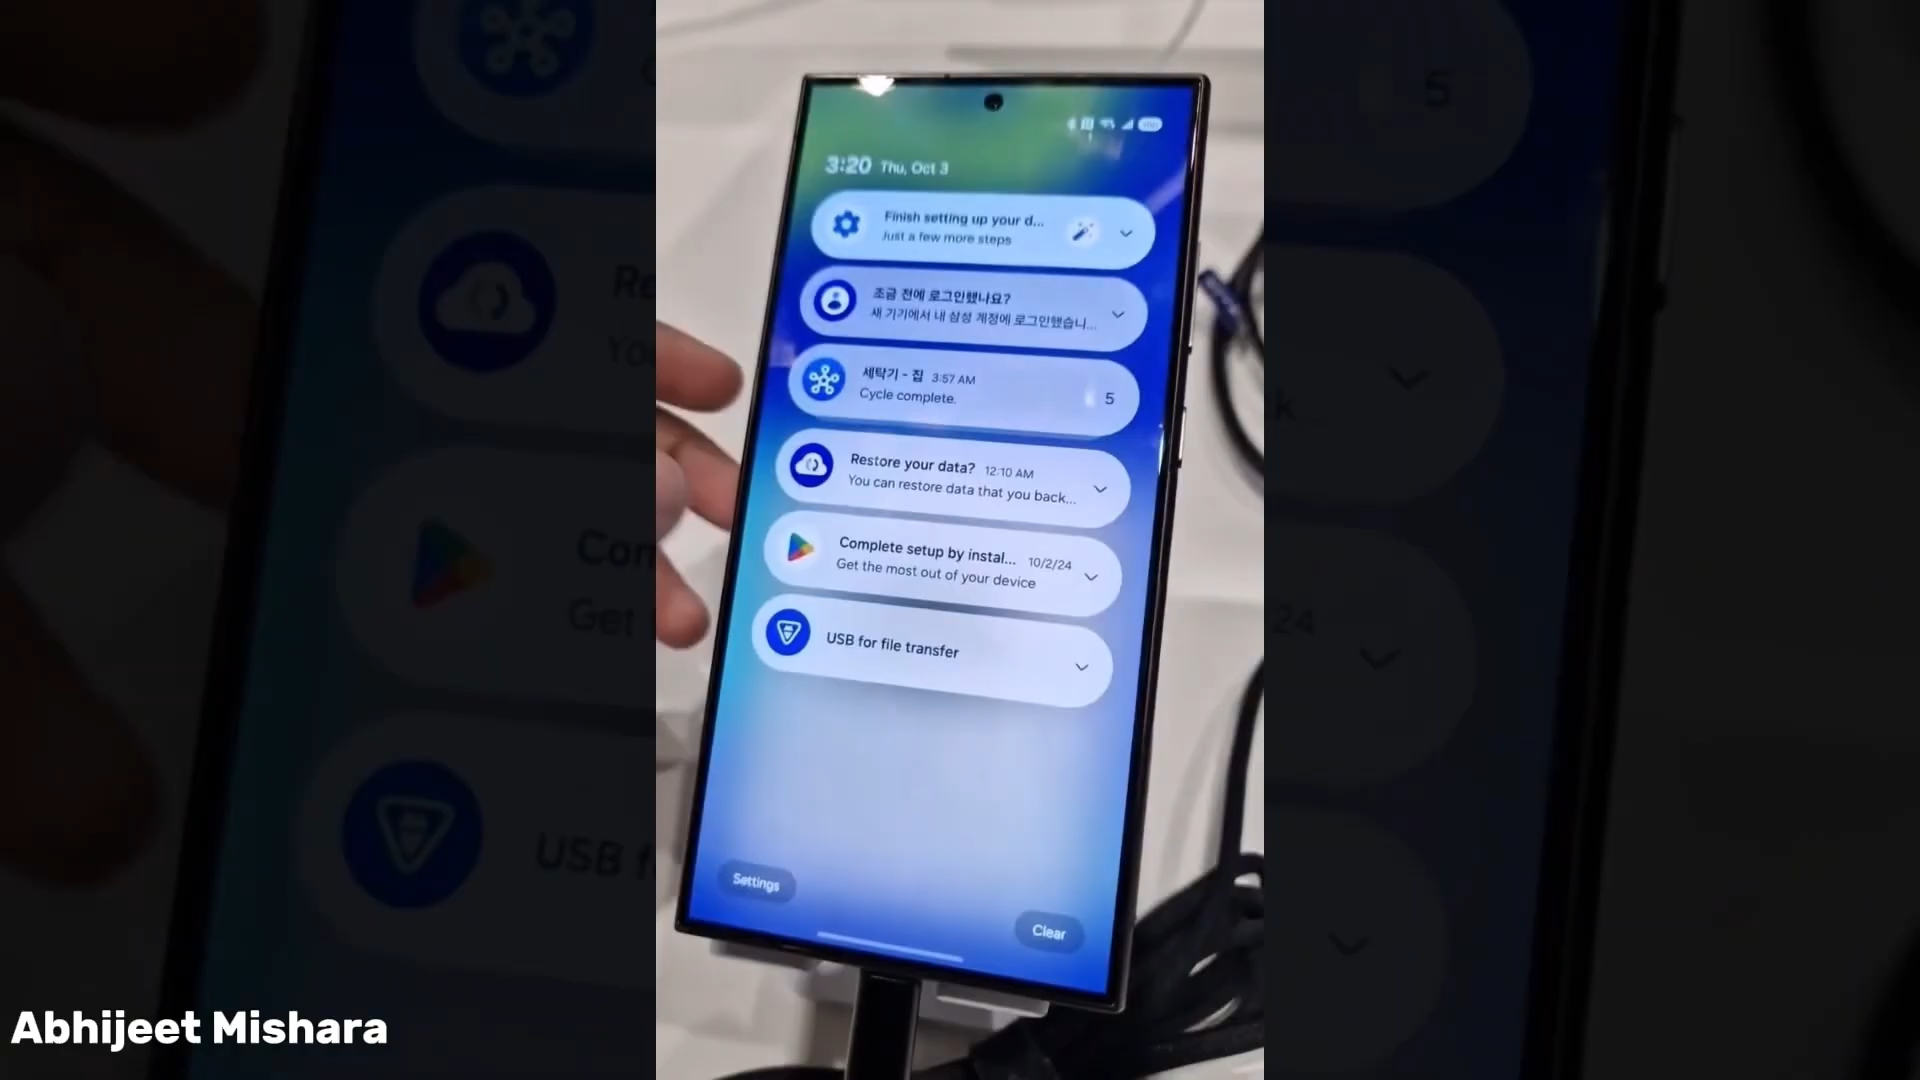 3:20 Thu, Oct 3
Finish setting up your d...
Just a few more steps
조금 전에 로그인했나요?
새 기기에서 내 삼성 계정에 로그인했습니...
세탁기 - 집 3:57 AM
Cycle complete.
5
Restore your data? 12:10 AM
You can restore data that you back...
Complete setup by instal... 10/2/24
Get the most out of your device
USB for file transfer
Settings
Clear
Abhijeet Mishara